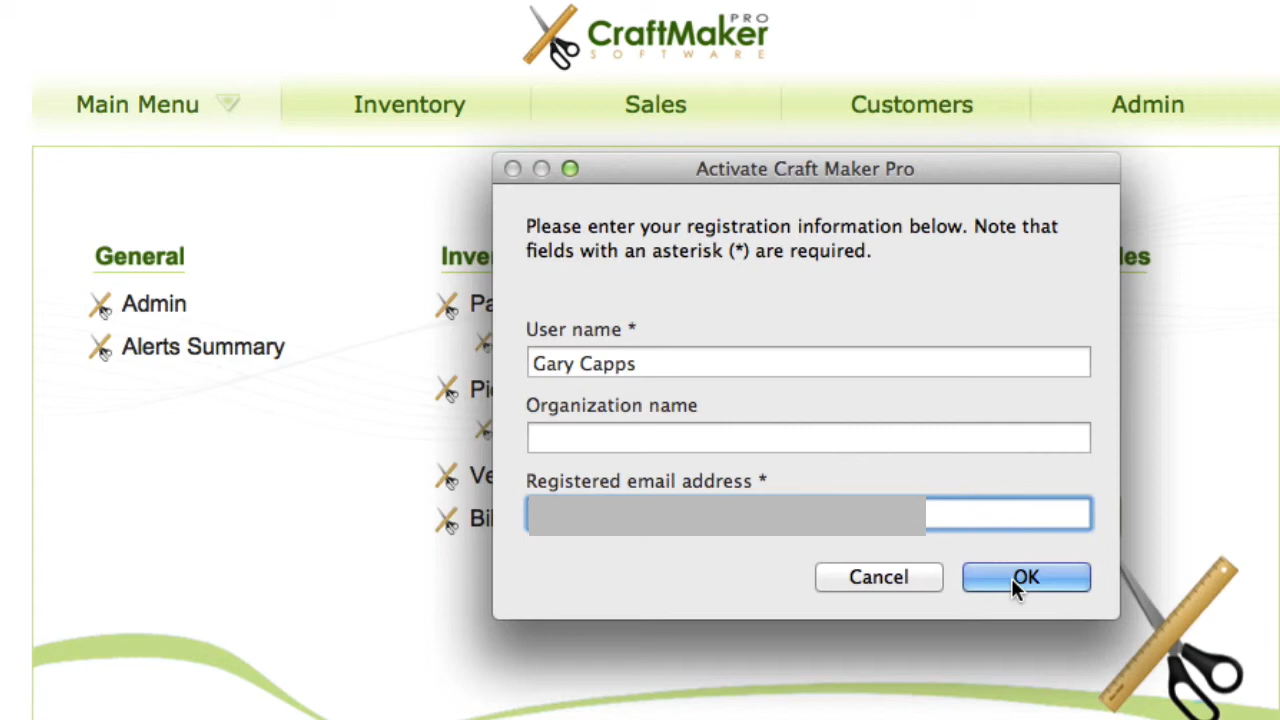 PRO
CraftMaker
SOFTWARE
Main Menu
Inventory
Sales
Customers
Admin
Activate Craft Maker Pro
Please enter your registration information below. Note that
fields with an asterisk (*) are required.
User name *
Gary Capps
Organization name
Registered email address *
Cancel
OK
General
Admin
Alerts Summary
Inve
Pa
Pi
Ve
Bil
les